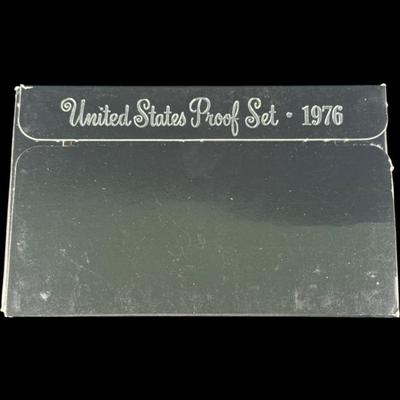 United States Proof Set • 1976